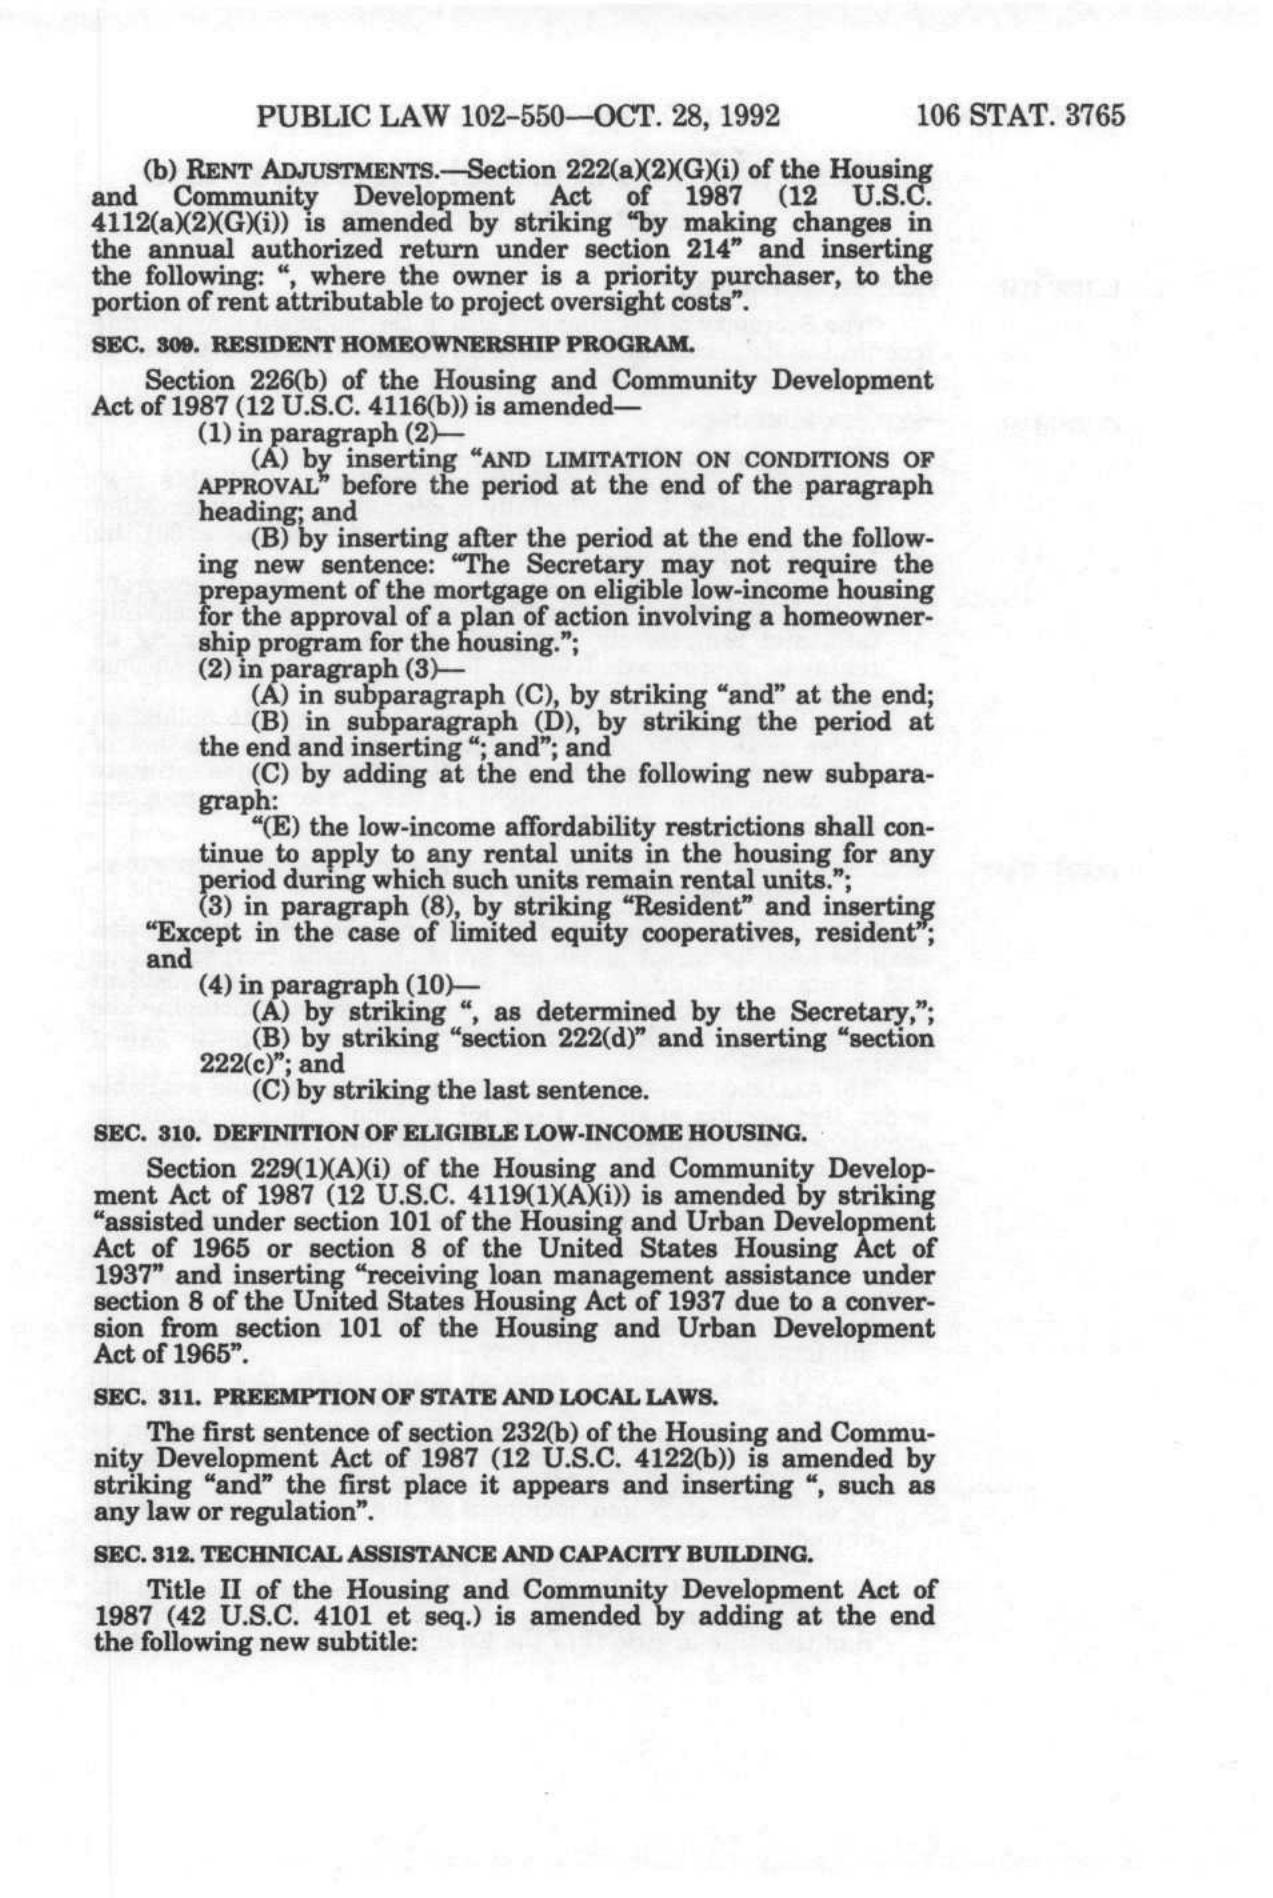 PUBLIC LAW 102-550—OCT. 28, 1992 106 STAT. 3765
(b) RENT ADJUSTMENTS.—Section 222(a)(2)(G)(i) of the Housing
and Community Development Act of 1987 (12 U.S.C.
4112(a)(2)(G)(i)) is amended by striking “by making changes in
the annual authorized return under section 214” and inserting
the following: “, where the owner is a priority purchaser, to the
portion of rent attributable to project oversight costs”.
SEC. 309. RESIDENT HOMEOWNERSHIP PROGRAM.
Section 226(b) of the Housing and Community Development
Act of 1987 (12 U.S.C. 4116(b)) is amended—
(1) in paragraph (2)—
(A) by inserting “AND LIMITATION ON CONDITIONS OF
APPROVAL” before the period at the end of the paragraph
heading; and
(B) by inserting after the period at the end the follow-
ing new sentence: “The Secretary may not require the
prepayment of the mortgage on eligible low-income housing
for the approval of a plan of action involving a homeowner-
ship program for the housing.”;
(2) in paragraph (3)—
(A) in subparagraph (C), by striking “and” at the end;
(B) in subparagraph (D), by striking the period at
the end and inserting “; and”; and
(C) by adding at the end the following new subpara-
graph:
“(E) the low-income affordability restrictions shall con-
tinue to apply to any rental units in the housing for any
period during which such units remain rental units.”;
(3) in paragraph (8), by striking “Resident” and inserting
“Except in the case of limited equity cooperatives, resident”;
and
(4) in paragraph (10)—
(A) by striking “, as determined by the Secretary,”;
(B) by striking “section 222(d)” and inserting “section
222(c)”; and
(C) by striking the last sentence.
SEC. 310. DEFINITION OF ELIGIBLE LOW-INCOME HOUSING.
Section 229(1)(A)(i) of the Housing and Community Develop-
ment Act of 1987 (12 U.S.C. 4119(1)(A)(i)) is amended by striking
“assisted under section 101 of the Housing and Urban Development
Act of 1965 or section 8 of the United States Housing Act of
1937” and inserting “receiving loan management assistance under
section 8 of the United States Housing Act of 1937 due to a conver-
sion from section 101 of the Housing and Urban Development
Act of 1965”.
SEC. 311. PREEMPTION OF STATE AND LOCAL LAWS.
The first sentence of section 232(b) of the Housing and Commu-
nity Development Act of 1987 (12 U.S.C. 4122(b)) is amended by
striking “and” the first place it appears and inserting “, such as
any law or regulation”.
SEC. 312. TECHNICAL ASSISTANCE AND CAPACITY BUILDING.
Title II of the Housing and Community Development Act of
1987 (42 U.S.C. 4101 et seq.) is amended by adding at the end
the following new subtitle: